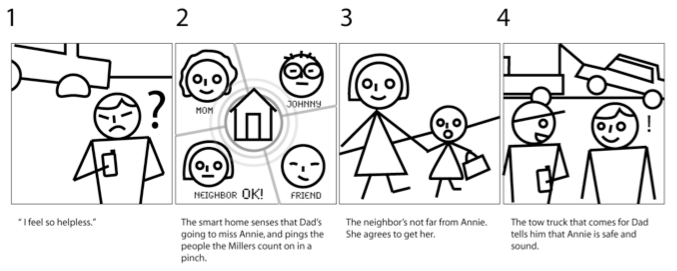 1
2
3
4
?
MOM
JOHNNY
NEIGHBOR OK!
FRIEND
!
" I feel so helpless."
The smart home senses that Dad's
going to miss Annie, and pings the
people the Millers count on in a
pinch.
The neighbor's not far from Annie.
She agrees to get her.
The tow truck that comes for Dad
tells him that Annie is safe and
sound.